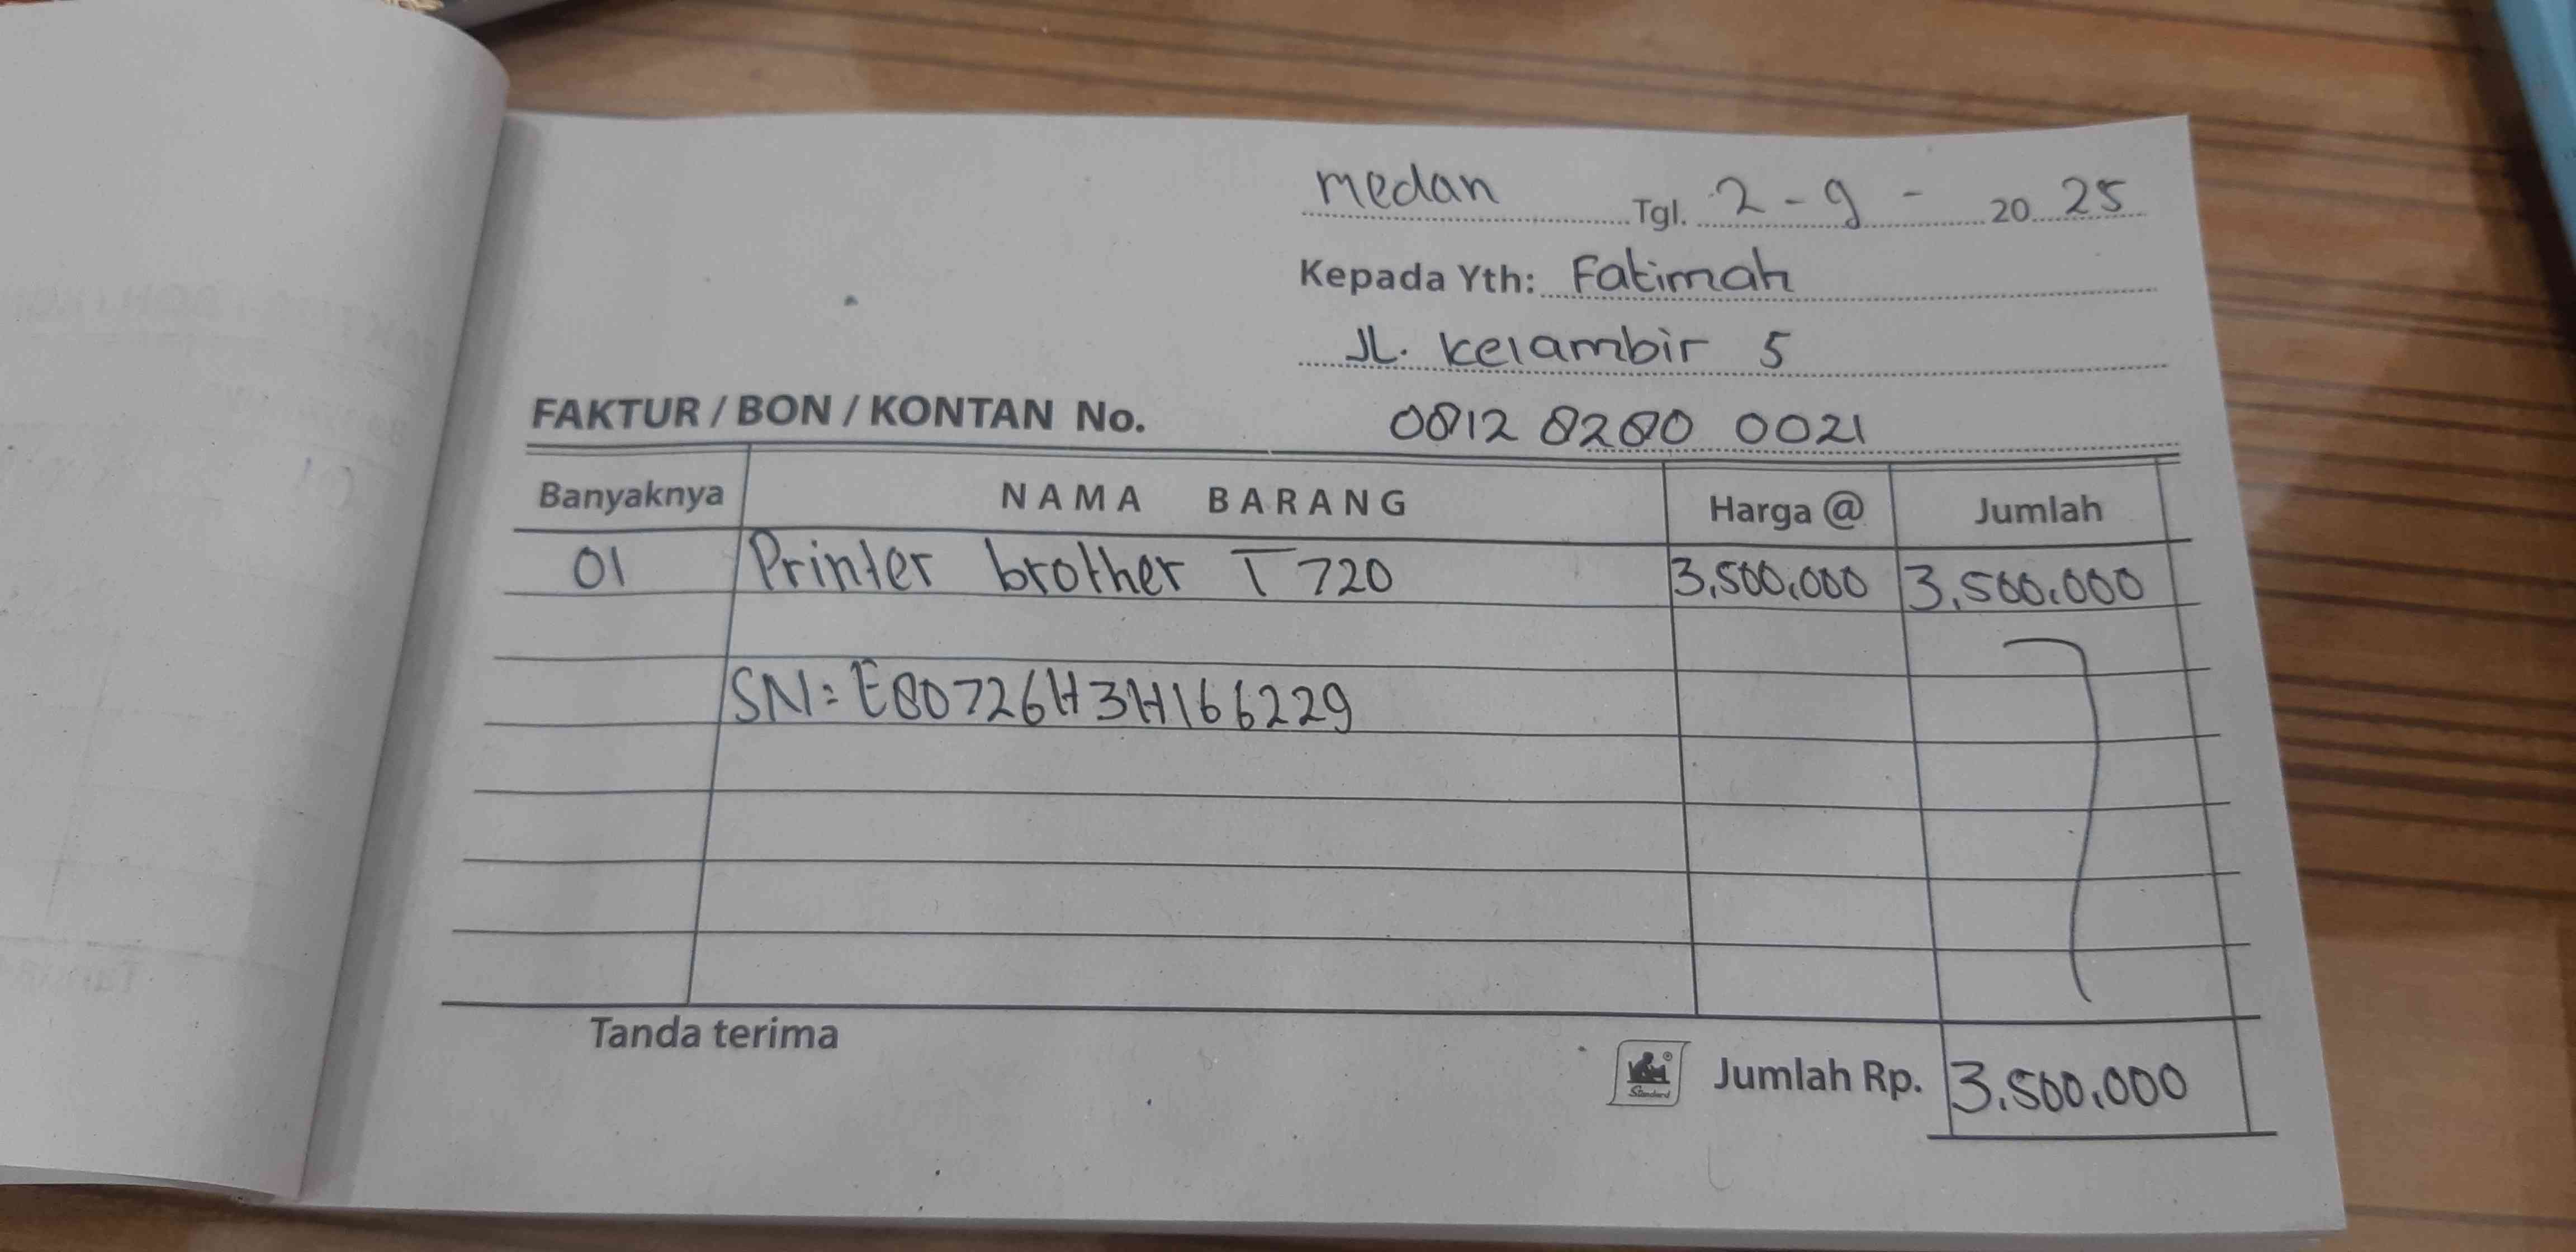 medan Tgl. 2 - 9 - 20 25
Kepada Yth: Fatimah
JL. Kelambir 5
FAKTUR / BON / KONTAN No. 0812 8280 0021
Banyaknya NAMA BARANG Harga @ Jumlah
01 Printer brother T720 3,500,000 3,500,000
SN: E80726H3H166229
Tanda terima Standard Jumlah Rp. 3,500,000